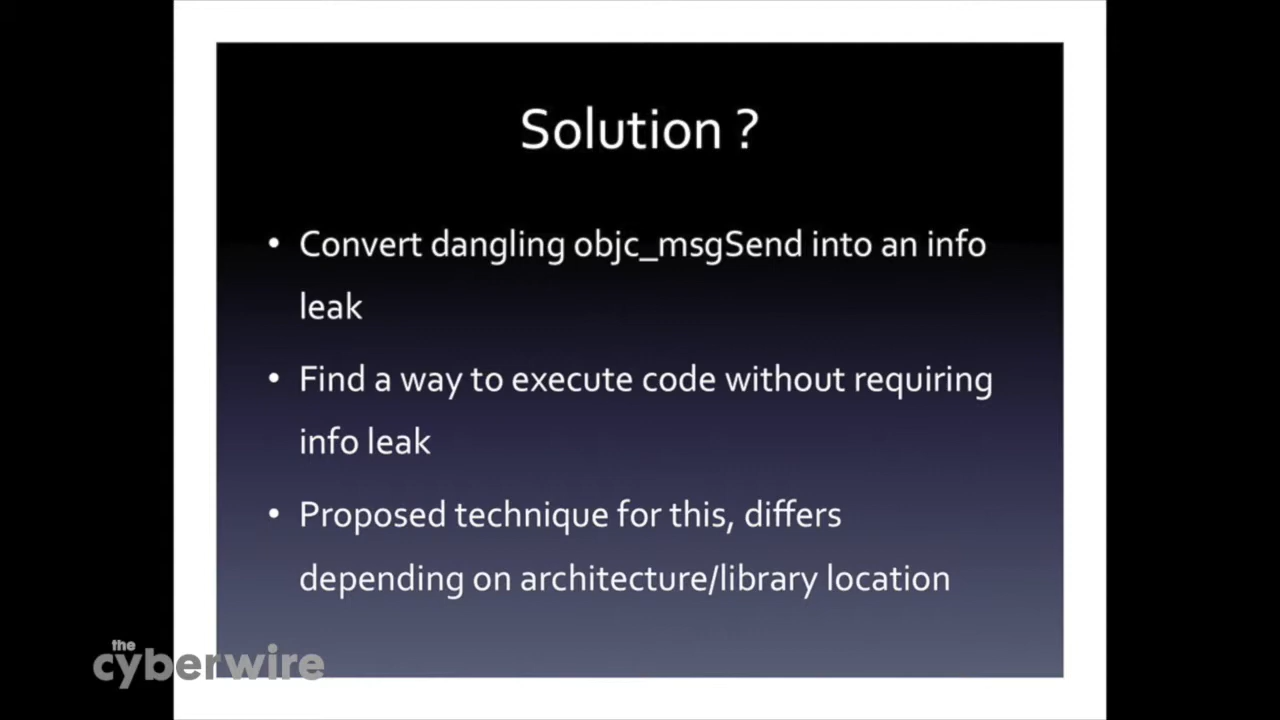 Solution ?
• Convert dangling objc_msgSend into an info
leak
• Find a way to execute code without requiring
info leak
• Proposed technique for this, differs
depending on architecture/library location
the
cyberwire